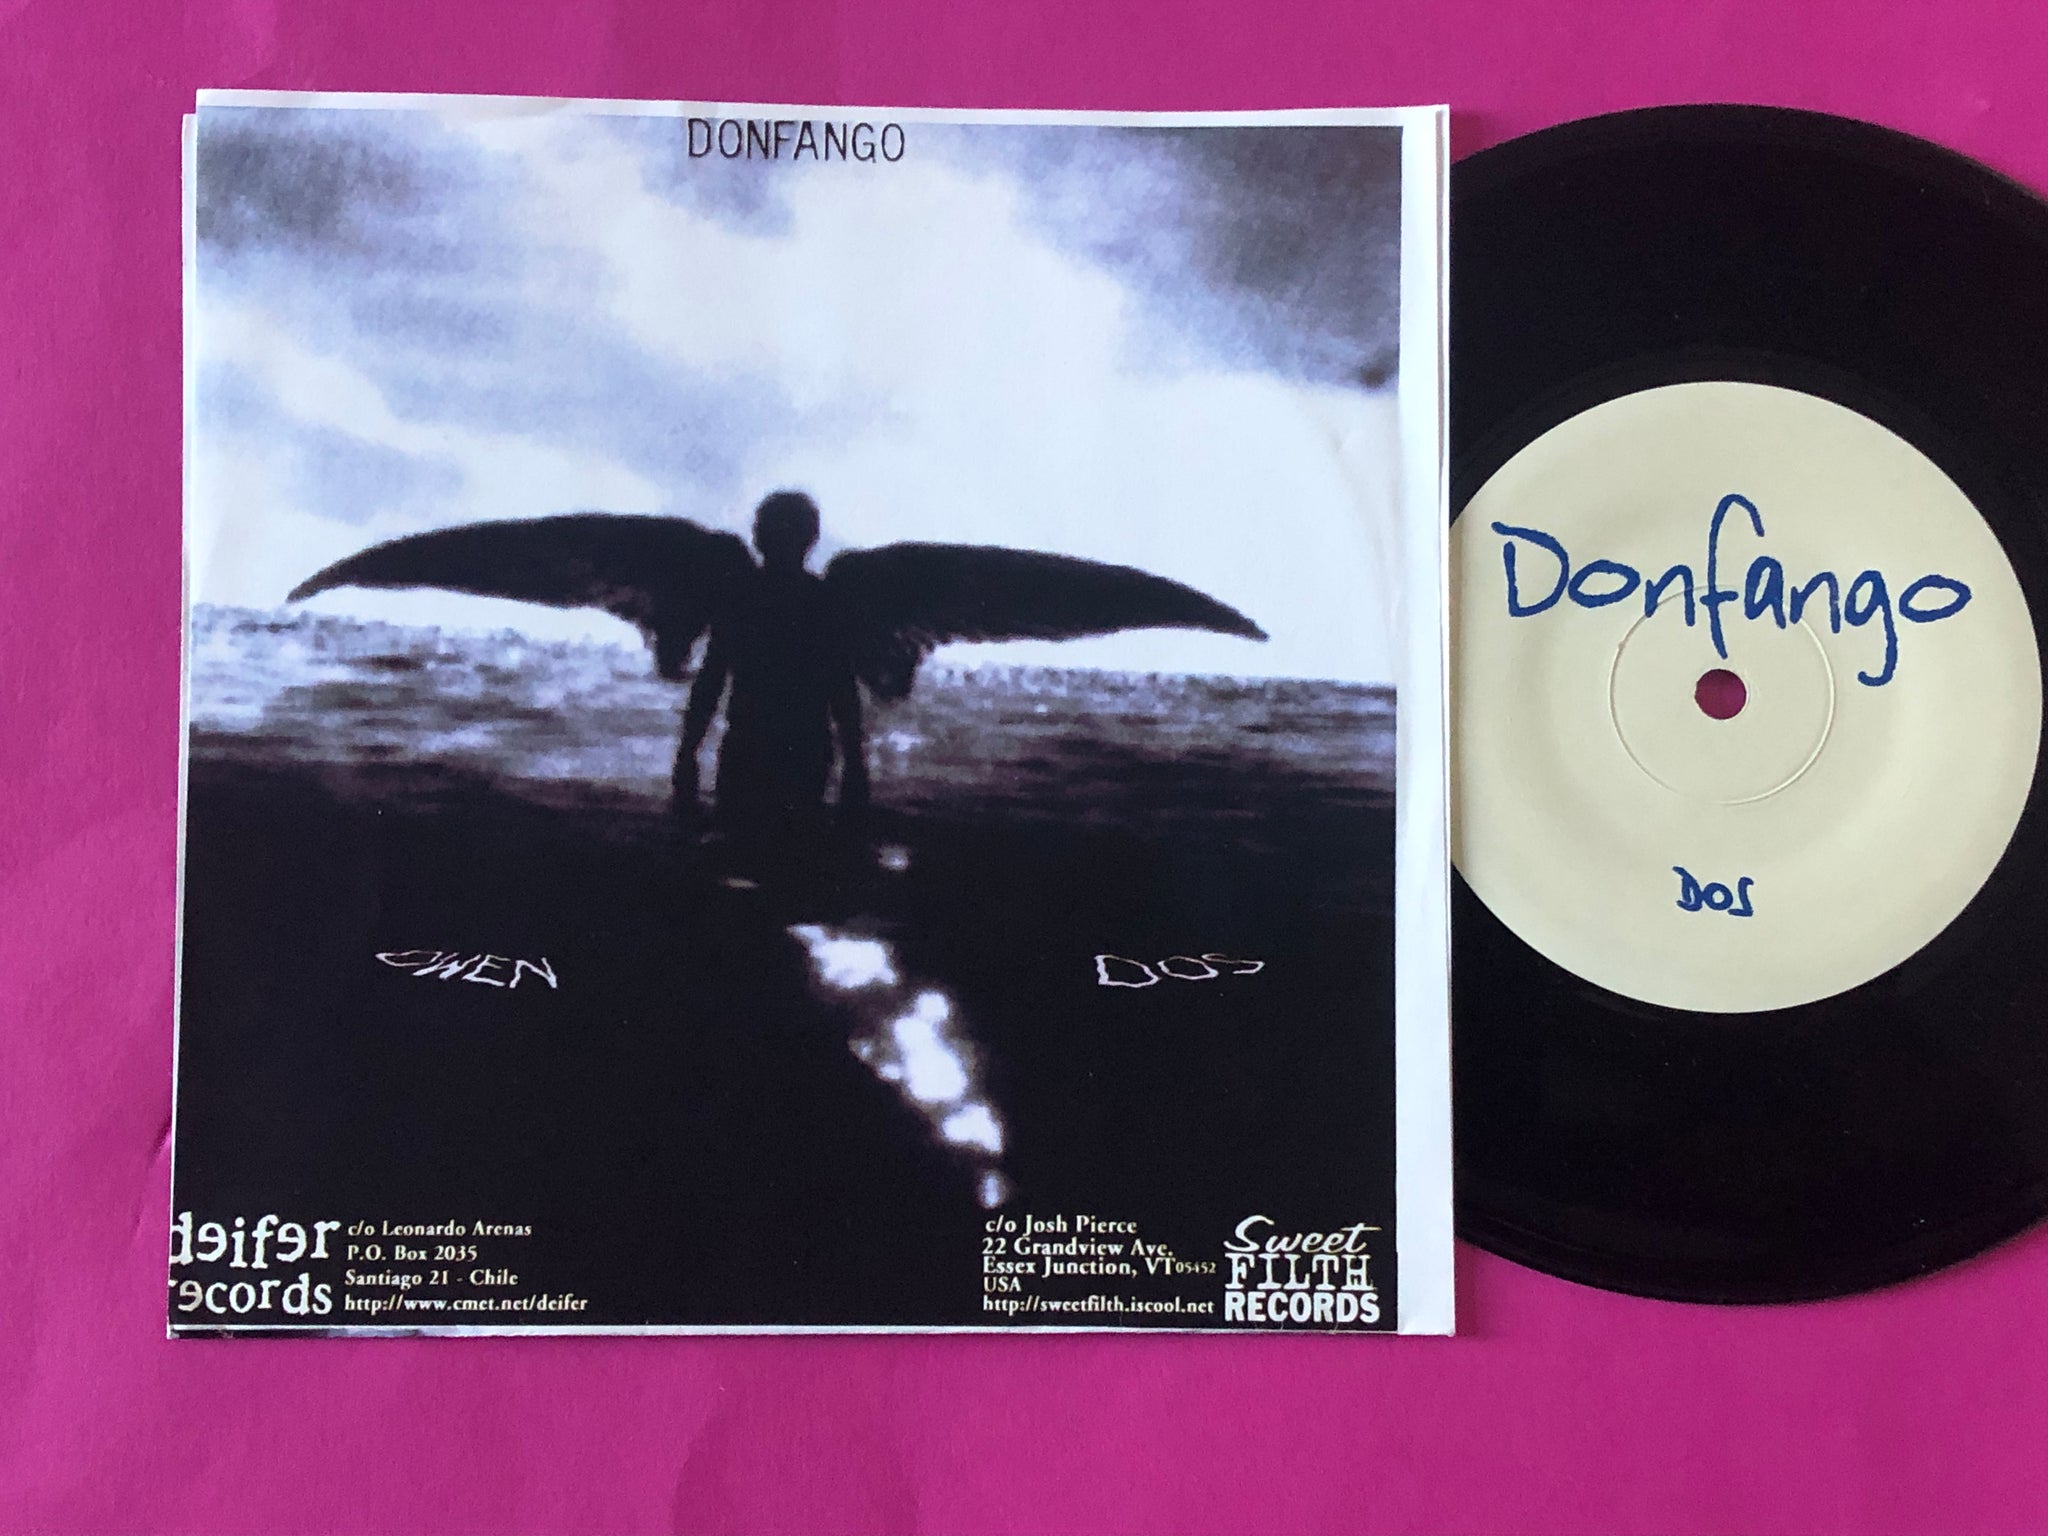 DONFANGO
OWEN
DOS
deifer
records
c/o Leonardo Arenas
P.O. Box 2035
Santiago 21 - Chile
http://www.cmet.net/deifer
c/o Josh Pierce
22 Grandview Ave.
Essex Junction, VT 05452
USA
http://sweetfilth.iscool.net
Sweet
FILTH
RECORDS
Donfango
DOS